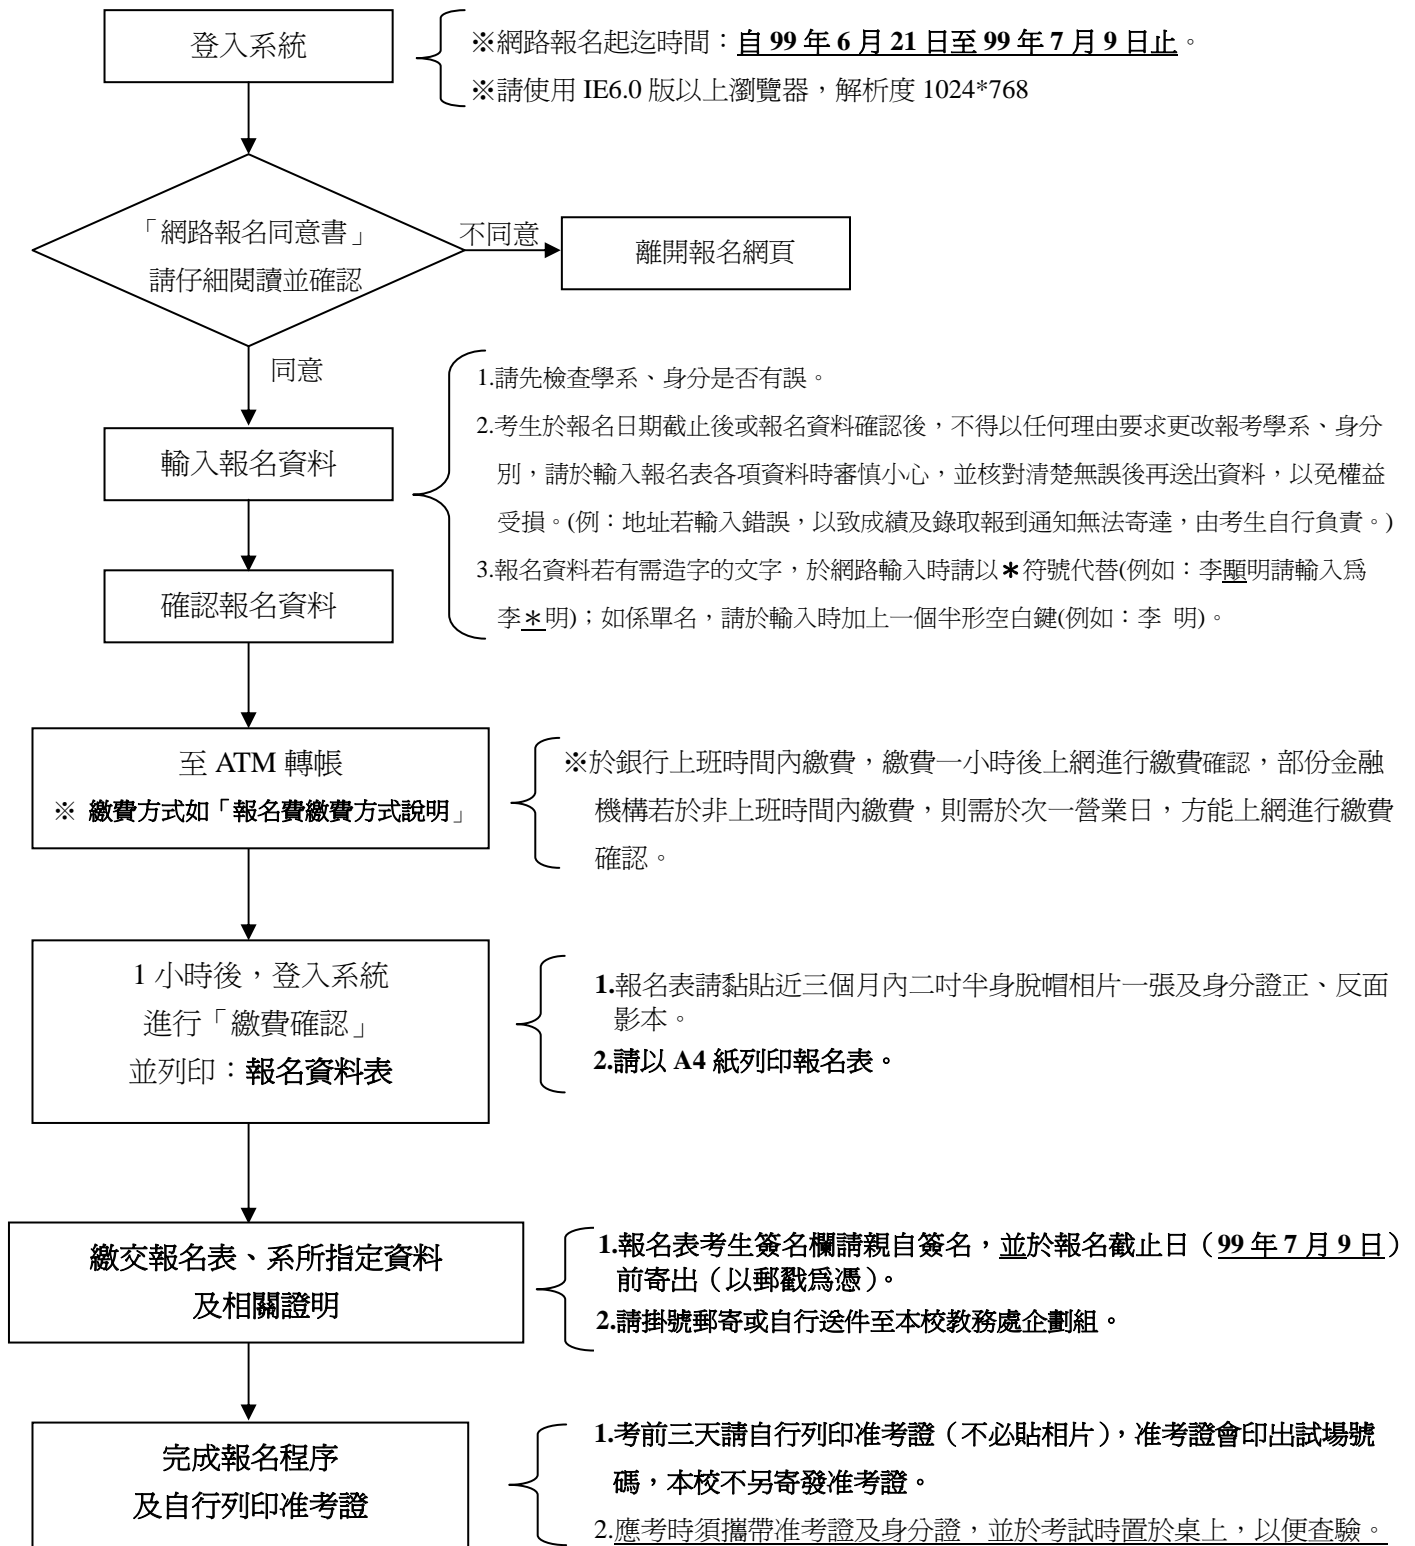 登入系統
※網路報名起迄時間：自 99 年 6 月 21 日至 99 年 7 月 9 日止。
※請使用 IE6.0 版以上瀏覽器，解析度 1024*768
「網路報名同意書」
請仔細閱讀並確認
不同意
離開報名網頁
同意
1.請先檢查學系、身分是否有誤。
2.考生於報名日期截止後或報名資料確認後，不得以任何理由要求更改報考學系、身分
別，請於輸入報名表各項資料時審慎小心，並核對清楚無誤後再送出資料，以免權益
受損。(例：地址若輸入錯誤，以致成績及錄取報到通知無法寄達，由考生自行負責。)
3.報名資料若有需造字的文字，於網路輸入時請以＊符號代替(例如：李顒明請輸入為
李＊明)；如係單名，請於輸入時加上一個半形空白鍵(例如：李 明)。
輸入報名資料
確認報名資料
至 ATM 轉帳
※ 繳費方式如「報名費繳費方式說明」
※於銀行上班時間內繳費，繳費一小時後上網進行繳費確認，部份金融
機構若於非上班時間內繳費，則需於次一營業日，方能上網進行繳費
確認。
1 小時後，登入系統
進行「繳費確認」
並列印：報名資料表
1.報名表請黏貼近三個月內二吋半身脫帽相片一張及身分證正、反面
影本。
2.請以 A4 紙列印報名表。
繳交報名表、系所指定資料
及相關證明
1.報名表考生簽名欄請親自簽名，並於報名截止日（99 年 7 月 9 日）
前寄出（以郵戳為憑）。
2.請掛號郵寄或自行送件至本校教務處企劃組。
完成報名程序
及自行列印准考證
1.考前三天請自行列印准考證（不必貼相片），准考證會印出試場號
碼，本校不另寄發准考證。
2.應考時須攜帶准考證及身分證，並於考試時置於桌上，以便查驗。